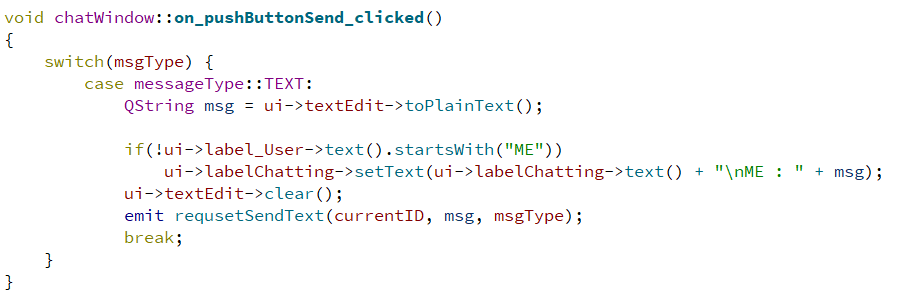 void chatWindow::on_pushButtonSend_clicked()
{
    switch(msgType) {
        case messageType::TEXT:
            QString msg = ui->textEdit->toPlainText();

            if(!ui->label_User->text().startsWith("ME"))
                ui->labelChatting->setText(ui->labelChatting->text() + "\nME : " + msg);
            ui->textEdit->clear();
            emit requsetSendText(currentID, msg, msgType);
            break;
    }
}